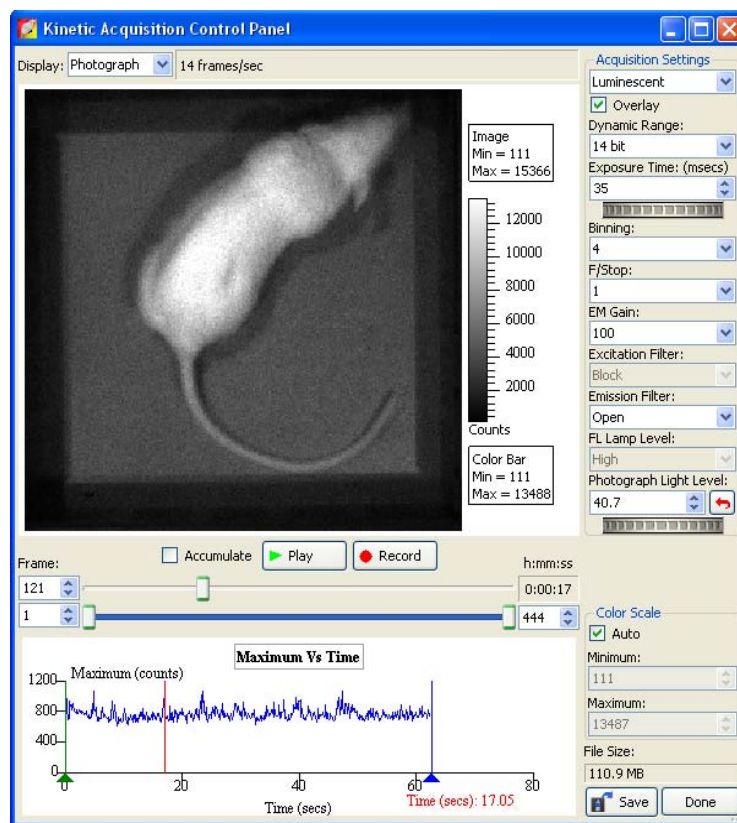 Kinetic Acquisition Control Panel
Display: Photograph 14 frames/sec
Image
Min = 111
Max = 15366
12000
10000
8000
6000
4000
2000
Counts
Color Bar
Min = 111
Max = 13488
Acquisition Settings
Luminescent
Overlay
Dynamic Range:
14 bit
Exposure Time: (msecs)
35
Binning:
4
F/Stop:
1
EM Gain:
100
Excitation Filter:
Block
Emission Filter:
Open
FL Lamp Level:
High
Photograph Light Level:
40.7
Frame: Accumulate Play Record h:mm:ss
121 0:00:17
1 444
Color Scale
Auto
Minimum:
111
Maximum:
13487
File Size:
110.9 MB
Save Done
Maximum Vs Time
Maximum (counts)
1200
800
400
0
0 20 40 60 80
Time (secs) Time (secs): 17.05